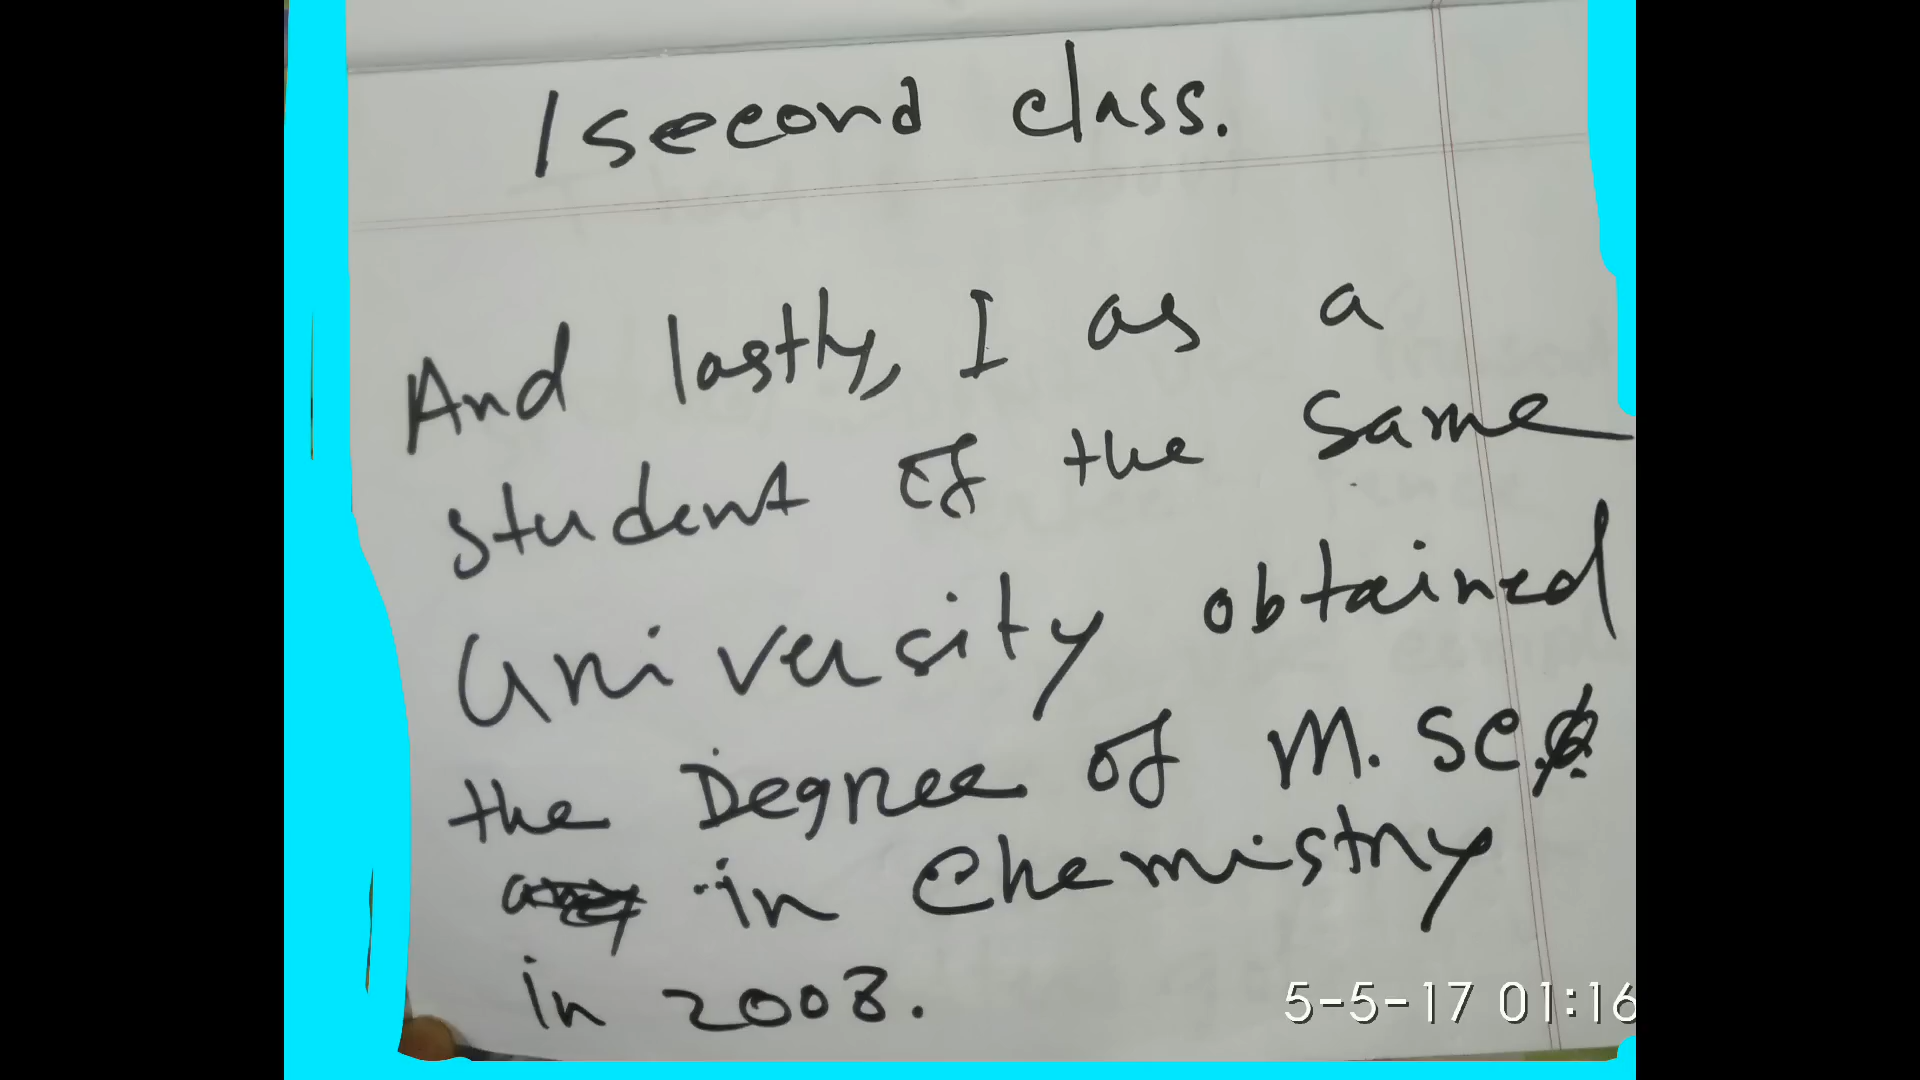 / second class.
And lastly, I as a
student of the same
University obtained
the Degree of M. Sc.
in Chemistry
in 2008.
5-5-17 01:16